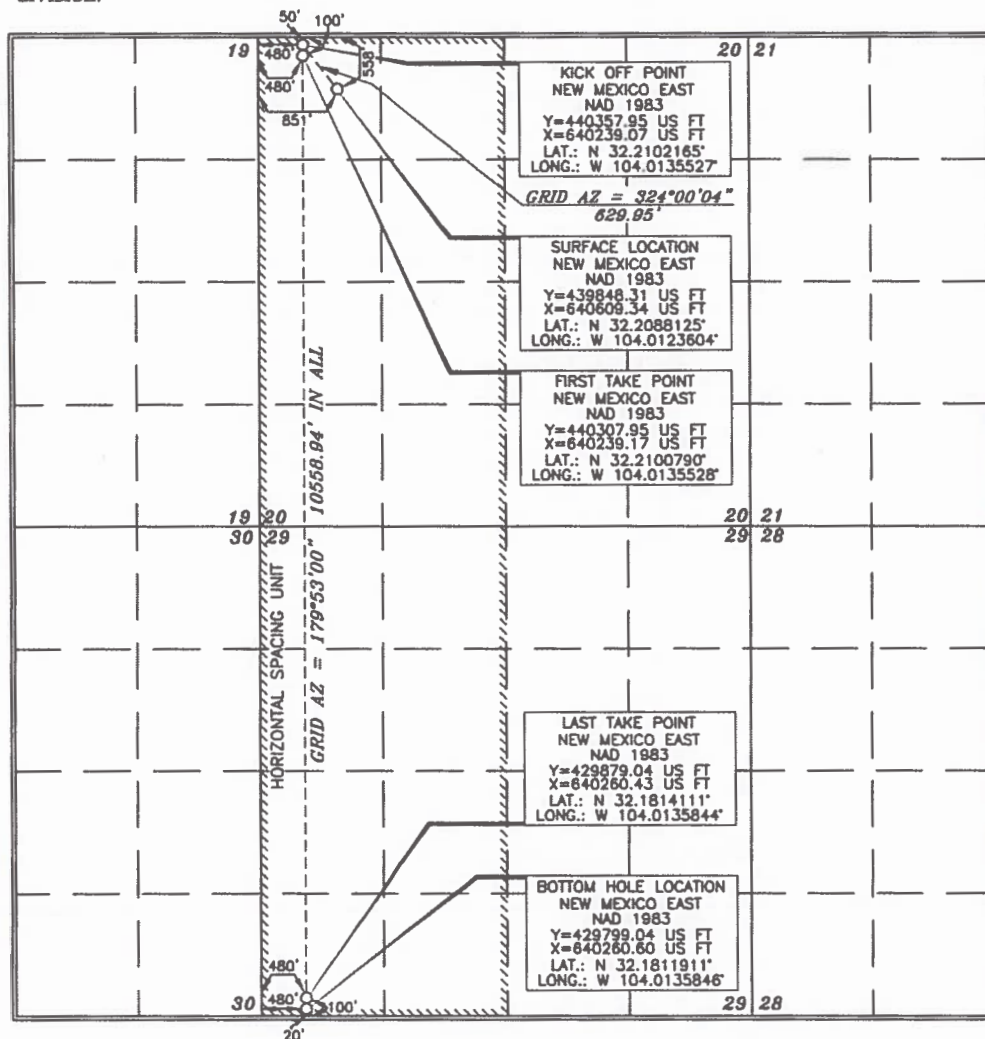 50'
100'
19
480'
480'
558'
851'
20 21
KICK OFF POINT
NEW MEXICO EAST
NAD 1983
Y=440357.95 US FT
X=640239.07 US FT
LAT.: N 32.2102165°
LONG.: W 104.0135527°
GRID AZ = 324°00'04"
629.95'
SURFACE LOCATION
NEW MEXICO EAST
NAD 1983
Y=439848.31 US FT
X=640609.34 US FT
LAT.: N 32.2088125°
LONG.: W 104.0123604°
FIRST TAKE POINT
NEW MEXICO EAST
NAD 1983
Y=440307.95 US FT
X=640239.17 US FT
LAT.: N 32.2100790°
LONG.: W 104.0135528°
19 20
30 29
20 21
29 28
HORIZONTAL SPACING UNIT
GRID AZ = 179°53'00" 10558.94' IN ALL
LAST TAKE POINT
NEW MEXICO EAST
NAD 1983
Y=429879.04 US FT
X=640260.43 US FT
LAT.: N 32.1814111°
LONG.: W 104.0135844°
BOTTOM HOLE LOCATION
NEW MEXICO EAST
NAD 1983
Y=429799.04 US FT
X=640260.60 US FT
LAT.: N 32.1811911°
LONG.: W 104.0135846°
480'
480'
100'
30
20'
29 28